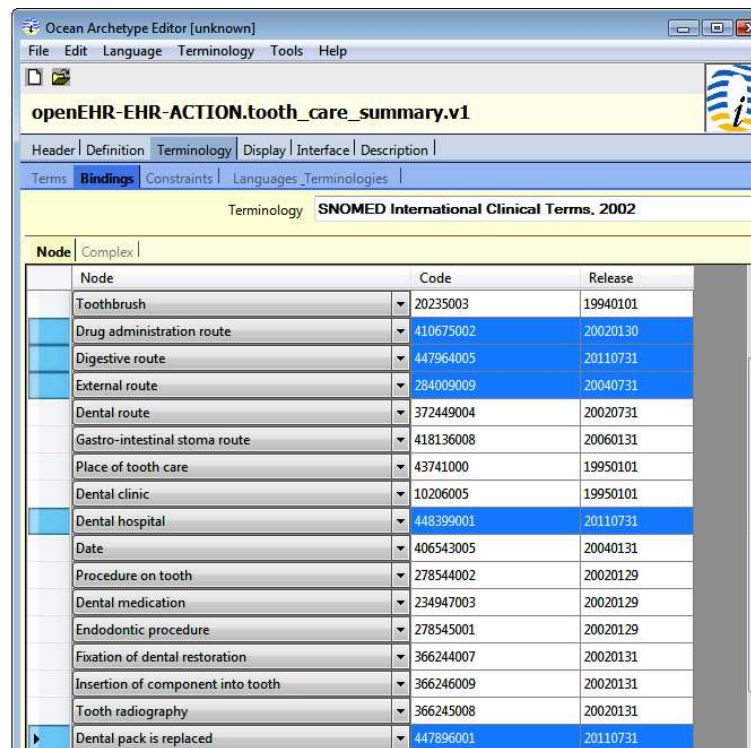 Ocean Archetype Editor [unknown]
File Edit Language Terminology Tools Help
openEHR-EHR-ACTION.tooth_care_summary.v1
Header Definition Terminology Display Interface Description
Terms Bindings Constraints Languages_Terminologies
Terminology SNOMED International Clinical Terms, 2002
Node Complex
Node Code Release
Toothbrush 20235003 19940101
Drug administration route 410675002 20020130
Digestive route 447964005 20110731
External route 284009009 20040731
Dental route 372449004 20020731
Gastro-intestinal stoma route 418136008 20060131
Place of tooth care 43741000 19950101
Dental clinic 10206005 19950101
Dental hospital 448399001 20110731
Date 406543005 20040131
Procedure on tooth 278544002 20020129
Dental medication 234947003 20020129
Endodontic procedure 278545001 20020129
Fixation of dental restoration 366244007 20020131
Insertion of component into tooth 366246009 20020131
Tooth radiography 366245008 20020131
Dental pack is replaced 447896001 20110731